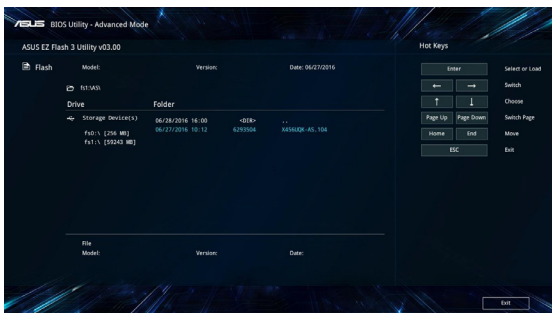 ASUS BIOS Utility - Advanced Mode
ASUS EZ Flash 3 Utility v03.00
Hot Keys
Flash Model: Version: Date: 06/27/2016
Enter Select or Load
fs1:\AS\
← → Switch
Drive Folder
↑ ↓ Choose
Storage Device(s) 06/28/2016 16:00 <DIR> ..
Page Up Page Down Switch Page
fs0:\ [256 MB] 06/27/2016 10:12 6293504 X456UQK-AS.104
Home End Move
fs1:\ [59243 MB]
ESC Exit
File
Model: Version: Date:
Exit